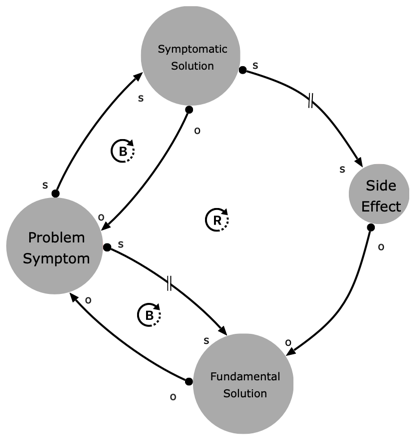 Symptomatic
Solution
s
s
o
s
B
s
Side
Effect
s
o
R
Problem
Symptom
s
o
o
B
s
o
Fundamental
Solution
o